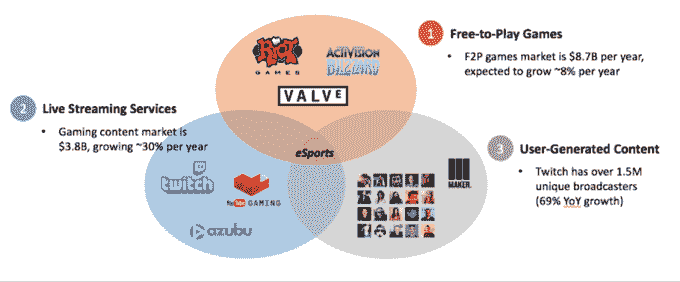 1
Free-to-Play Games
• F2P games market is $8.7B per year,
expected to grow ~8% per year
RIOT
GAMES
ACTIVISION
BLIZZARD
VALVE
2
Live Streaming Services
• Gaming content market is
$3.8B, growing ~30% per year
eSports
3
User-Generated Content
• Twitch has over 1.5M
unique broadcasters
(69% YoY growth)
twitch
YouTube GAMING
azubu
MAKER